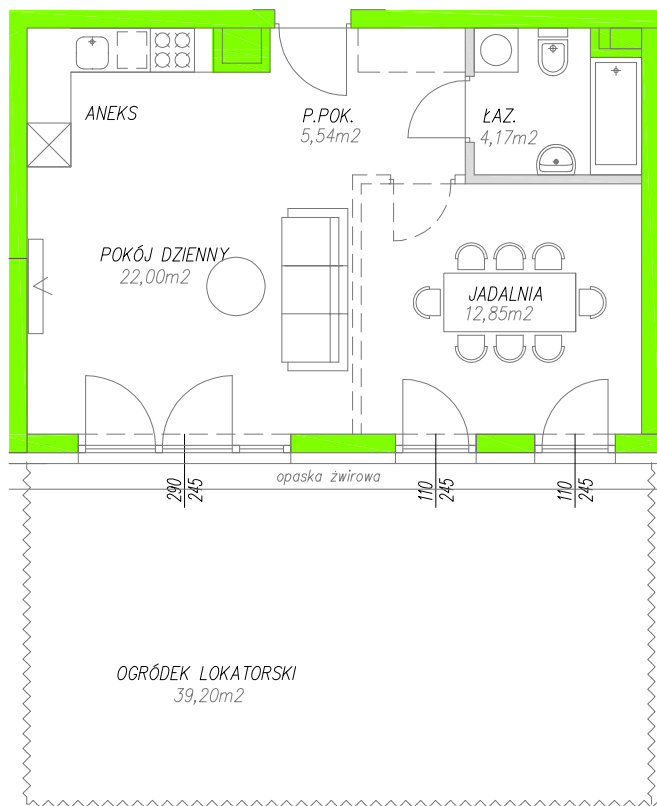 ANEKS
P.POK.
5,54m2
ŁAZ.
4,17m2
POKÓJ DZIENNY
22,00m2
JADALNIA
12,85m2
opaska żwirowa
290
245
110
245
110
245
OGRÓDEK LOKATORSKI
39,20m2